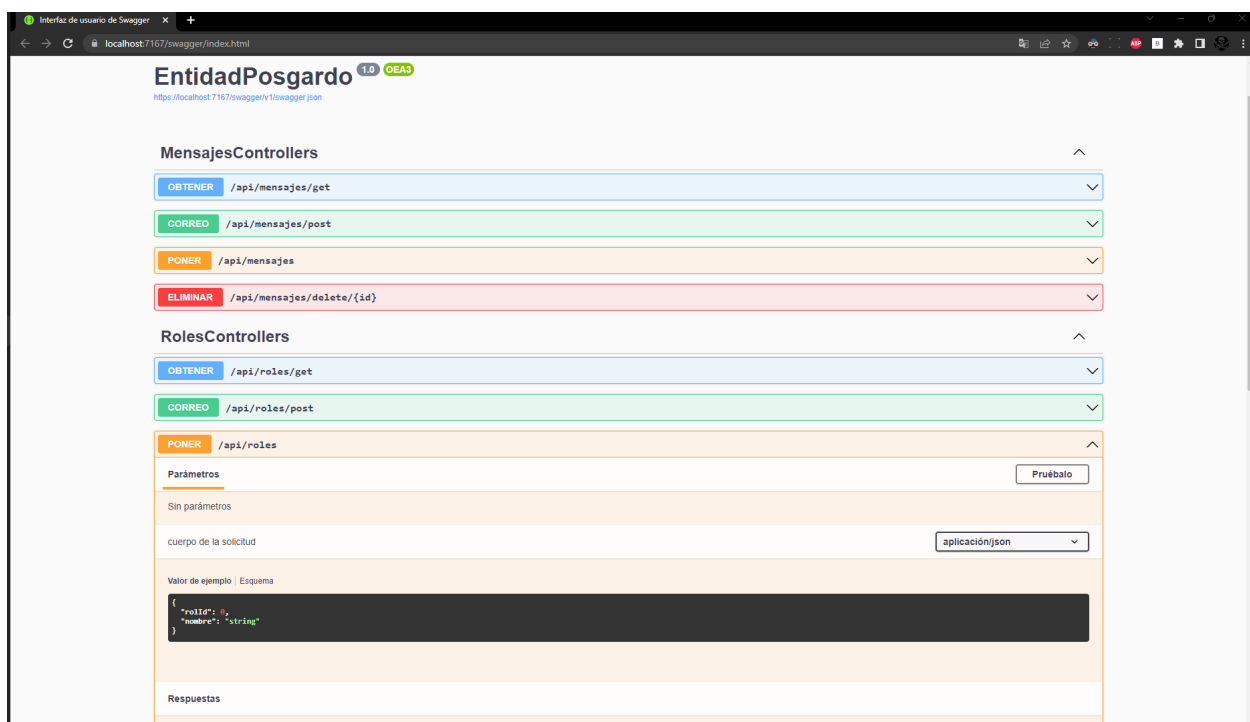 Interfaz de usuario de Swagger
localhost:7167/swagger/index.html
ABP
EntidadPosgardo 1.0 OEA3
https://localhost:7167/swagger/v1/swagger.json
MensajesControllers
OBTENER /api/mensajes/get
CORREO /api/mensajes/post
PONER /api/mensajes
ELIMINAR /api/mensajes/delete/{id}
RolesControllers
OBTENER /api/roles/get
CORREO /api/roles/post
PONER /api/roles
Parámetros Pruébalo
Sin parámetros
cuerpo de la solicitud aplicación/json
Valor de ejemplo | Esquema
{
"rolId": 0,
"nombre": "string"
}
Respuestas